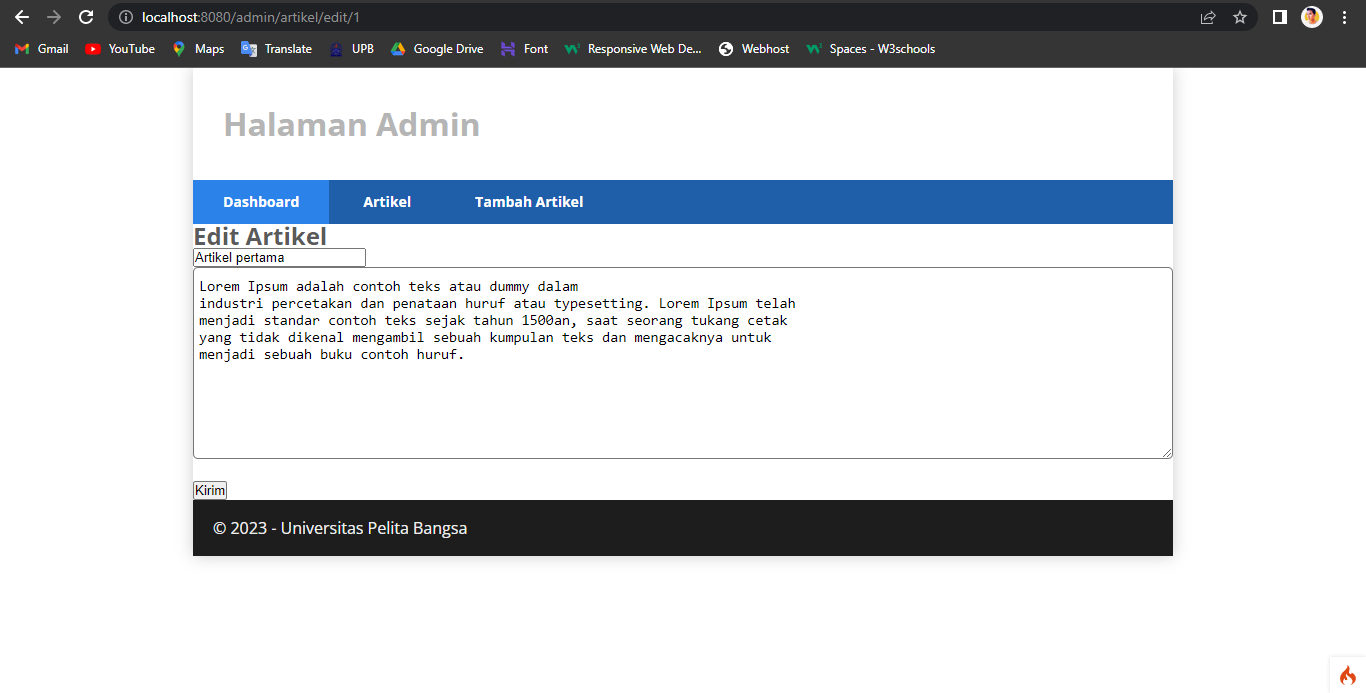 localhost:8080/admin/artikel/edit/1
Gmail YouTube Maps Translate UPB Google Drive Font Responsive Web De... Webhost Spaces - W3schools
Halaman Admin
Dashboard Artikel Tambah Artikel
Edit Artikel
Artikel pertama
Lorem Ipsum adalah contoh teks atau dummy dalam
industri percetakan dan penataan huruf atau typesetting. Lorem Ipsum telah
menjadi standar contoh teks sejak tahun 1500an, saat seorang tukang cetak
yang tidak dikenal mengambil sebuah kumpulan teks dan mengacaknya untuk
menjadi sebuah buku contoh huruf.
Kirim
© 2023 - Universitas Pelita Bangsa